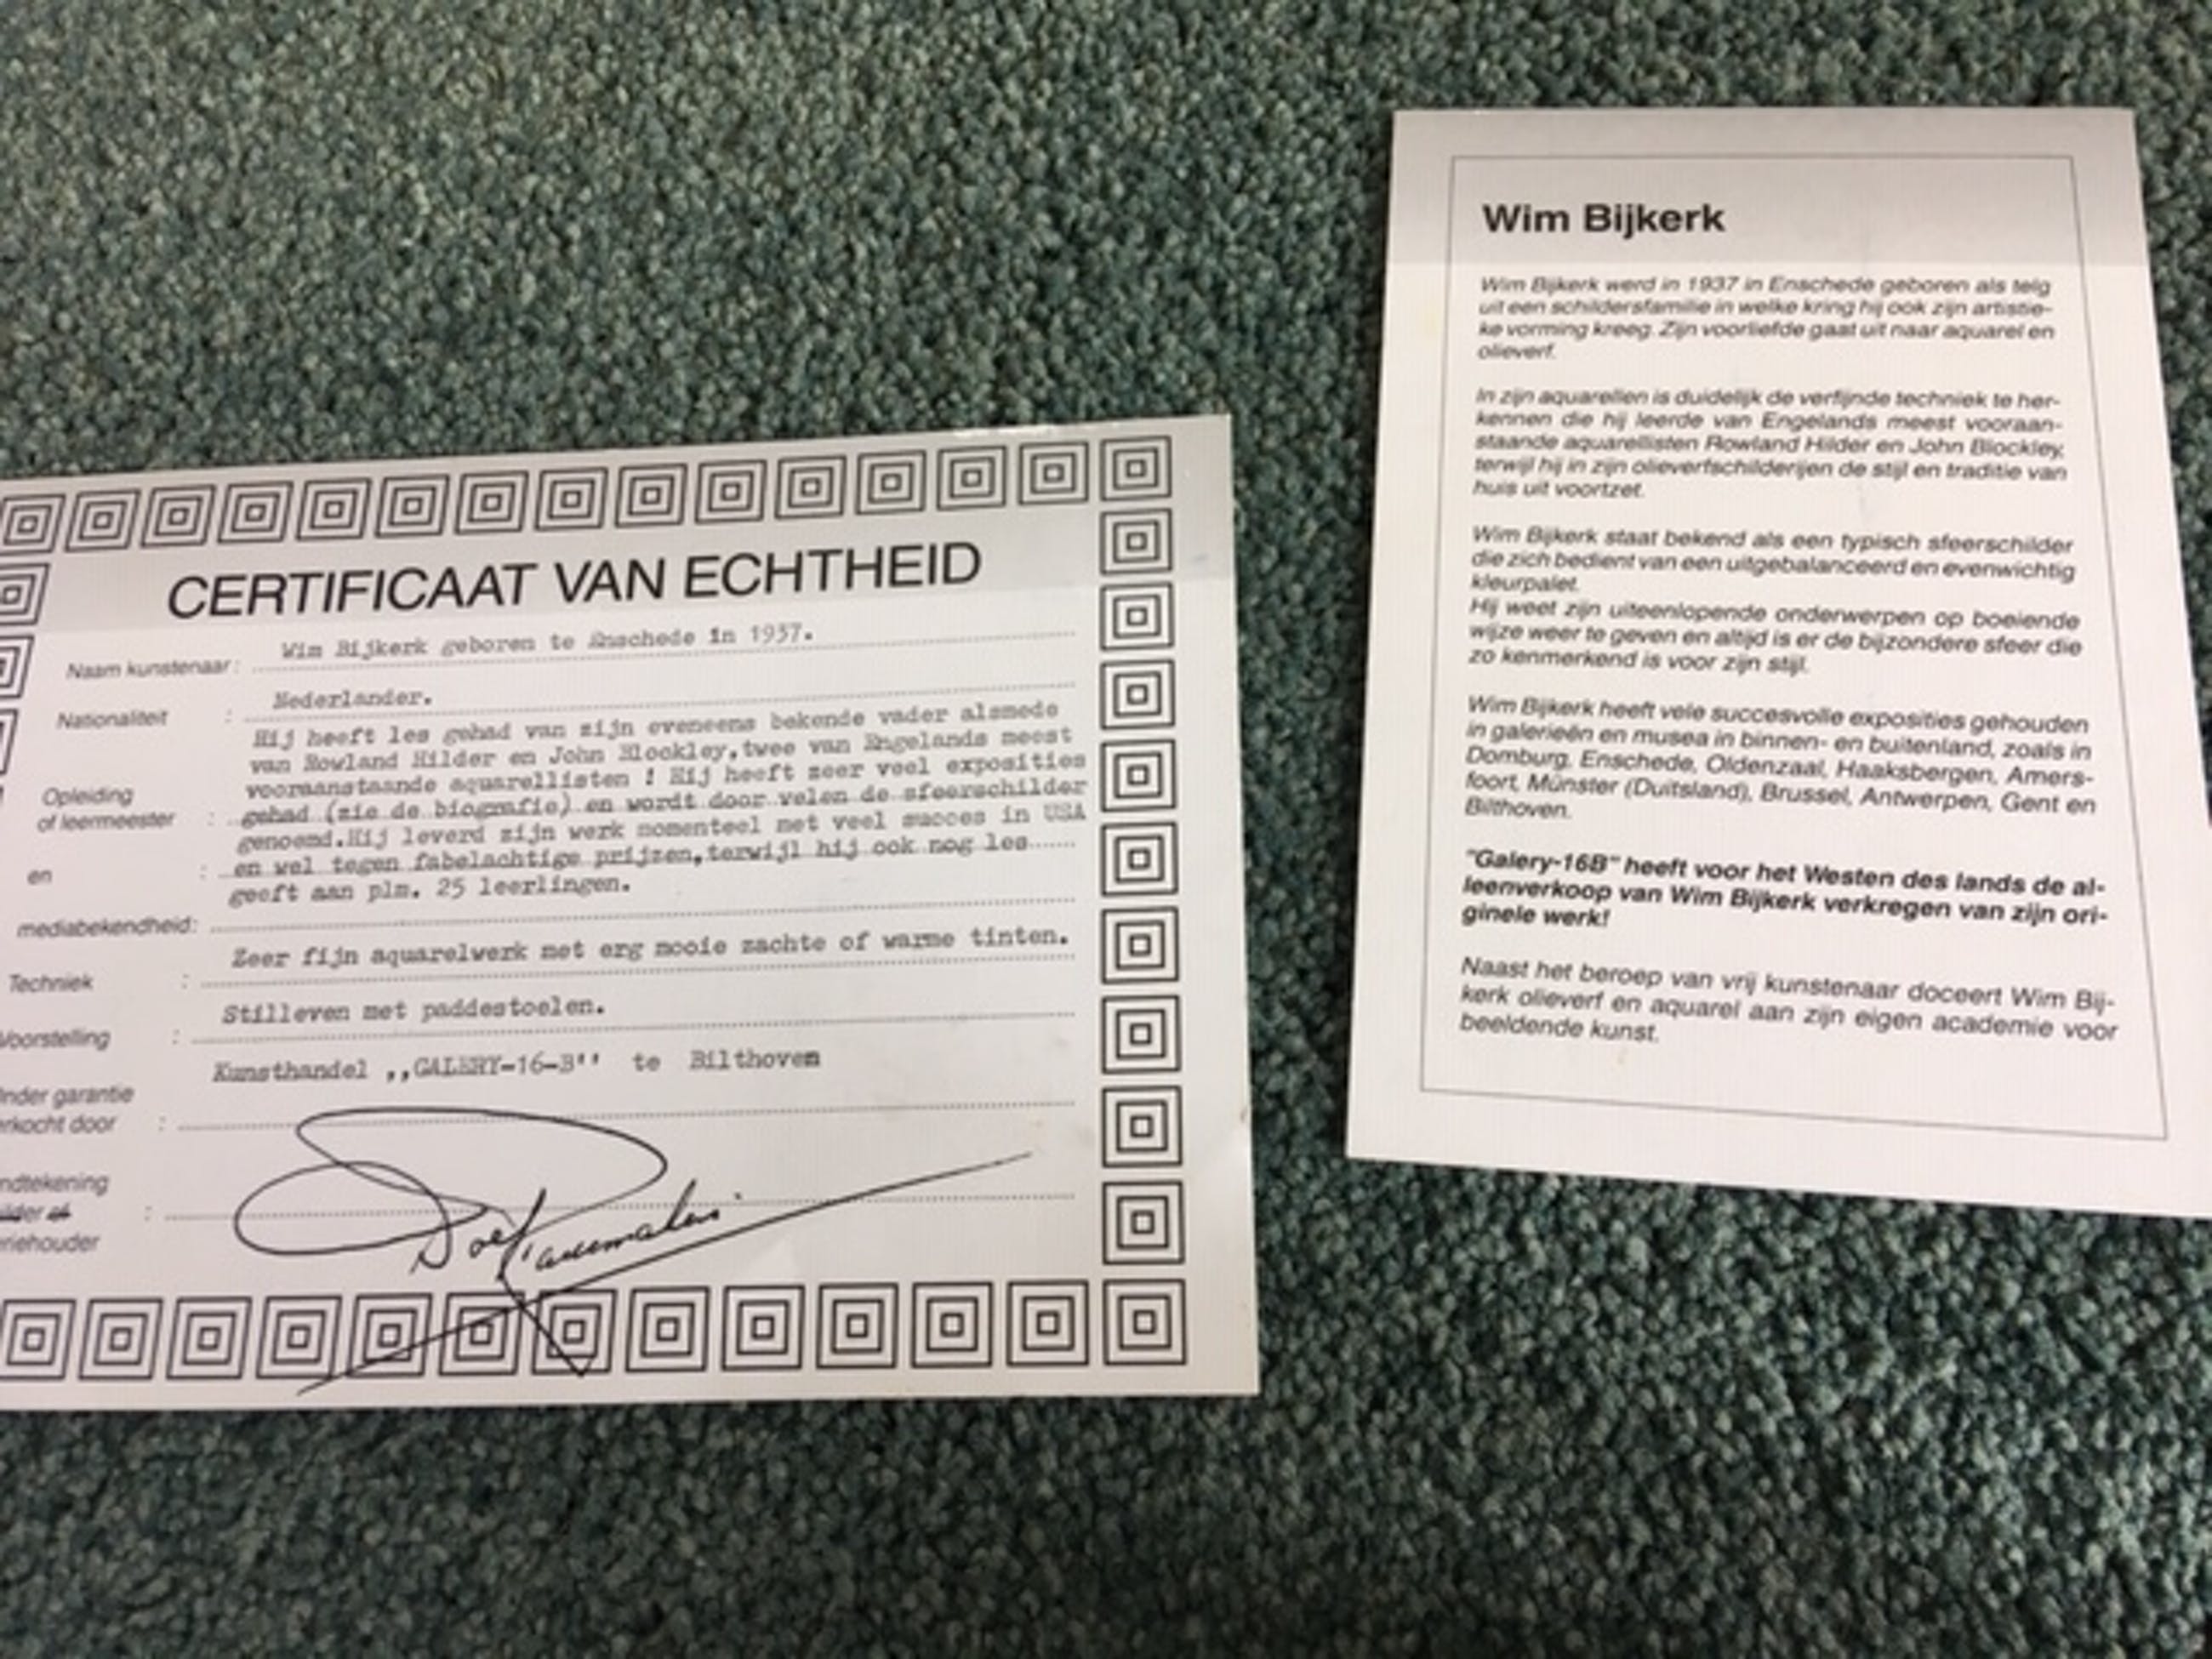 CERTIFICAAT VAN ECHTHEID
Naam kunstenaar: Wim Bijkerk geboren te Enschede in 1937.
Nationaliteit : Nederlander.
Hij heeft les gehad van zijn eveneens bekende vader alsmede
van Rowland Hilder en John Blockley,twee van Engelands meest
vooraanstaande aquarellisten ! Hij heeft zeer veel exposities
Opleiding
of leermeester : gehad (zie de biografie) en wordt door velen de sfeerschilder
genoemd.Hij leverd zijn werk momenteel met veel succes in USA
en : en wel tegen fabelachtige prijzen,terwijl hij ook nog les
geeft aan plm. 25 leerlingen.
mediabekendheid:
Techniek : Zeer fijn aquarelwerk met erg mooie zachte of warme tinten.
Voorstelling : Stilleven met paddestoelen.
Kunsthandel ,,GALERY-16-B'' te Bilthoven
nder garantie
rkocht door :
ndtekening
ilder of :
riehouder
Wim Bijkerk
Wim Bijkerk werd in 1937 in Enschede geboren als telg
uit een schildersfamilie in welke kring hij ook zijn artistie-
ke vorming kreeg. Zijn voorliefde gaat uit naar aquarel en
olieverf.
In zijn aquarellen is duidelijk de verfijnde techniek te her-
kennen die hij leerde van Engelands meest vooraan-
staande aquarellisten Rowland Hilder en John Blockley,
terwijl hij in zijn olieverfschilderijen de stijl en traditie van
huis uit voortzet.
Wim Bijkerk staat bekend als een typisch sfeerschilder
die zich bedient van een uitgebalanceerd en evenwichtig
kleurpalet.
Hij weet zijn uiteenlopende onderwerpen op boeiende
wijze weer te geven en altijd is er de bijzondere sfeer die
zo kenmerkend is voor zijn stijl.
Wim Bijkerk heeft vele succesvolle exposities gehouden
in galerieën en musea in binnen- en buitenland, zoals in
Domburg, Enschede, Oldenzaal, Haaksbergen, Amers-
foort, Münster (Duitsland), Brussel, Antwerpen, Gent en
Bilthoven.
"Galery-16B" heeft voor het Westen des lands de al-
leenverkoop van Wim Bijkerk verkregen van zijn ori-
ginele werk!
Naast het beroep van vrij kunstenaar doceert Wim Bij-
kerk olieverf en aquarel aan zijn eigen academie voor
beeldende kunst.